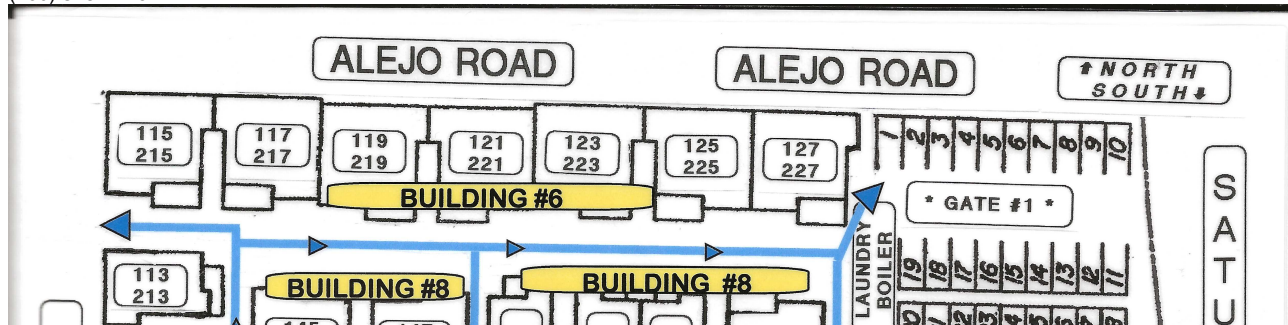 ALEJO ROAD
ALEJO ROAD
NORTH
SOUTH
115
215
117
217
119
219
121
221
123
223
125
225
127
227
1 2 3 4 5 6 7 8 9 10
BUILDING #6
* GATE #1 *
SATU
LAUNDRY
BOILER
113
213
BUILDING #8
BUILDING #8
19 18 17 16 15 14 13 12 11